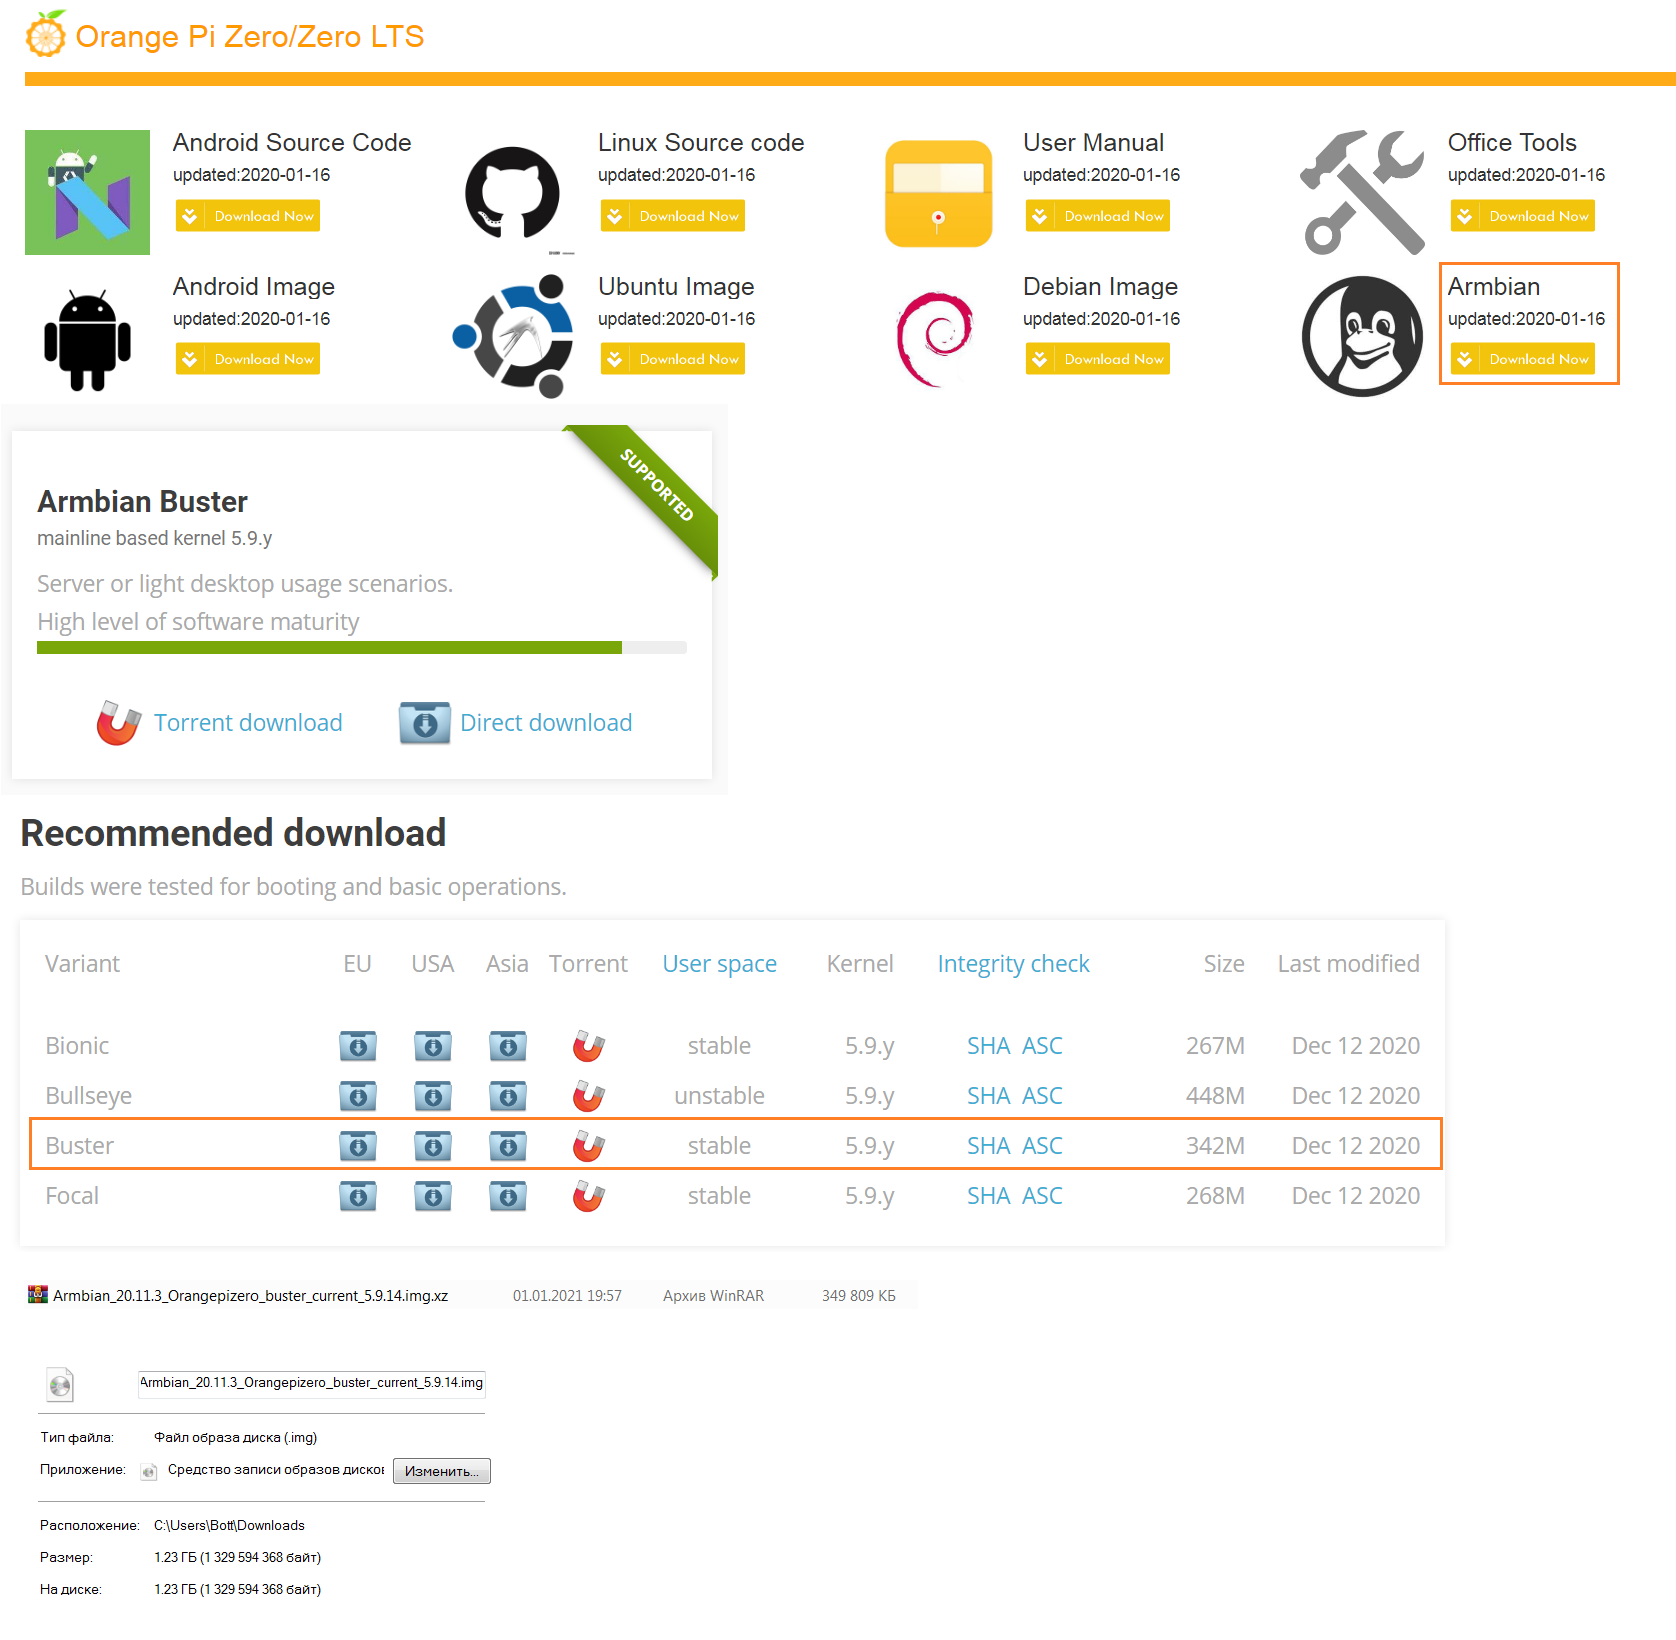 Orange Pi Zero/Zero LTS
Android Source Code
updated:2020-01-16
Download Now
Linux Source code
updated:2020-01-16
Download Now
User Manual
updated:2020-01-16
Download Now
Office Tools
updated:2020-01-16
Download Now
Android Image
updated:2020-01-16
Download Now
Ubuntu Image
updated:2020-01-16
Download Now
Debian Image
updated:2020-01-16
Download Now
Armbian
updated:2020-01-16
Download Now
SUPPORTED
Armbian Buster
mainline based kernel 5.9.y
Server or light desktop usage scenarios.
High level of software maturity
Torrent download Direct download
Recommended download
Builds were tested for booting and basic operations.
Variant EU USA Asia Torrent User space Kernel Integrity check Size Last modified
Bionic stable 5.9.y SHA ASC 267M Dec 12 2020
Bullseye unstable 5.9.y SHA ASC 448M Dec 12 2020
Buster stable 5.9.y SHA ASC 342M Dec 12 2020
Focal stable 5.9.y SHA ASC 268M Dec 12 2020
Armbian_20.11.3_Orangepizero_buster_current_5.9.14.img.xz 01.01.2021 19:57 Архив WinRAR 349 809 КБ
Armbian_20.11.3_Orangepizero_buster_current_5.9.14.img
Тип файла: Файл образа диска (.img)
Приложение: Средство записи образов дисков Изменить...
Расположение: C:\Users\Bott\Downloads
Размер: 1.23 ГБ (1 329 594 368 байт)
На диске: 1.23 ГБ (1 329 594 368 байт)